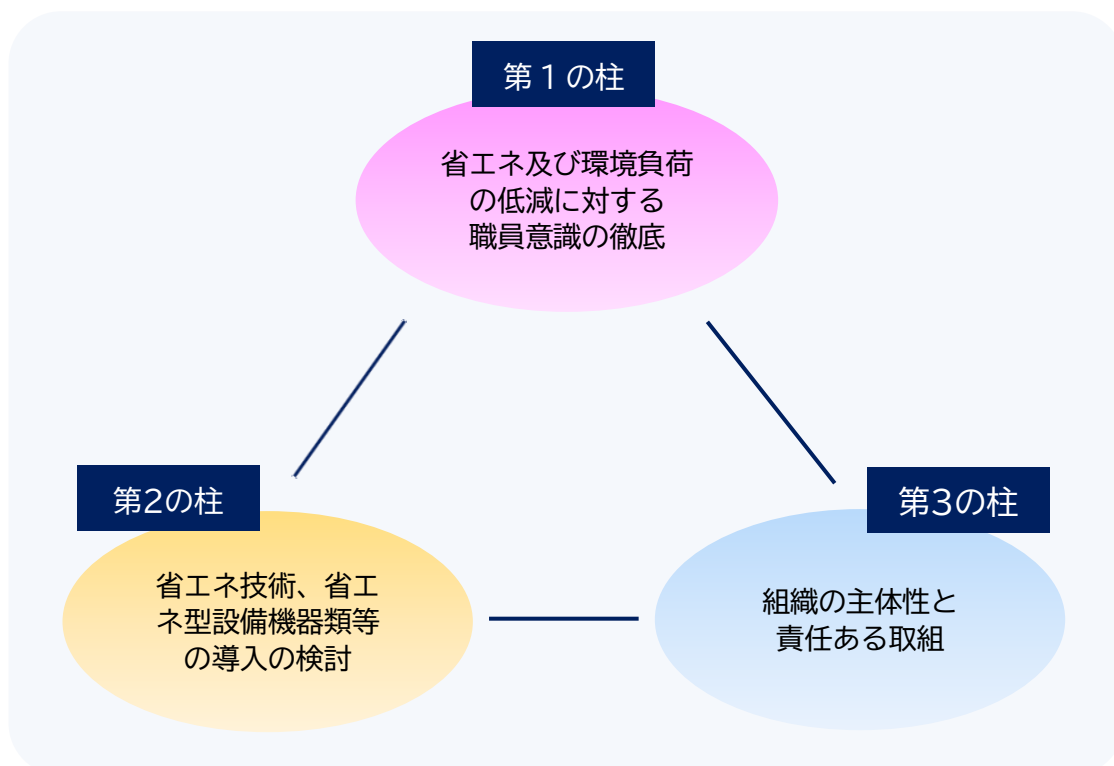 第１の柱
省エネ及び環境負荷
の低減に対する
職員意識の徹底
第2の柱
省エネ技術、省エ
ネ型設備機器類等
の導入の検討
第3の柱
組織の主体性と
責任ある取組